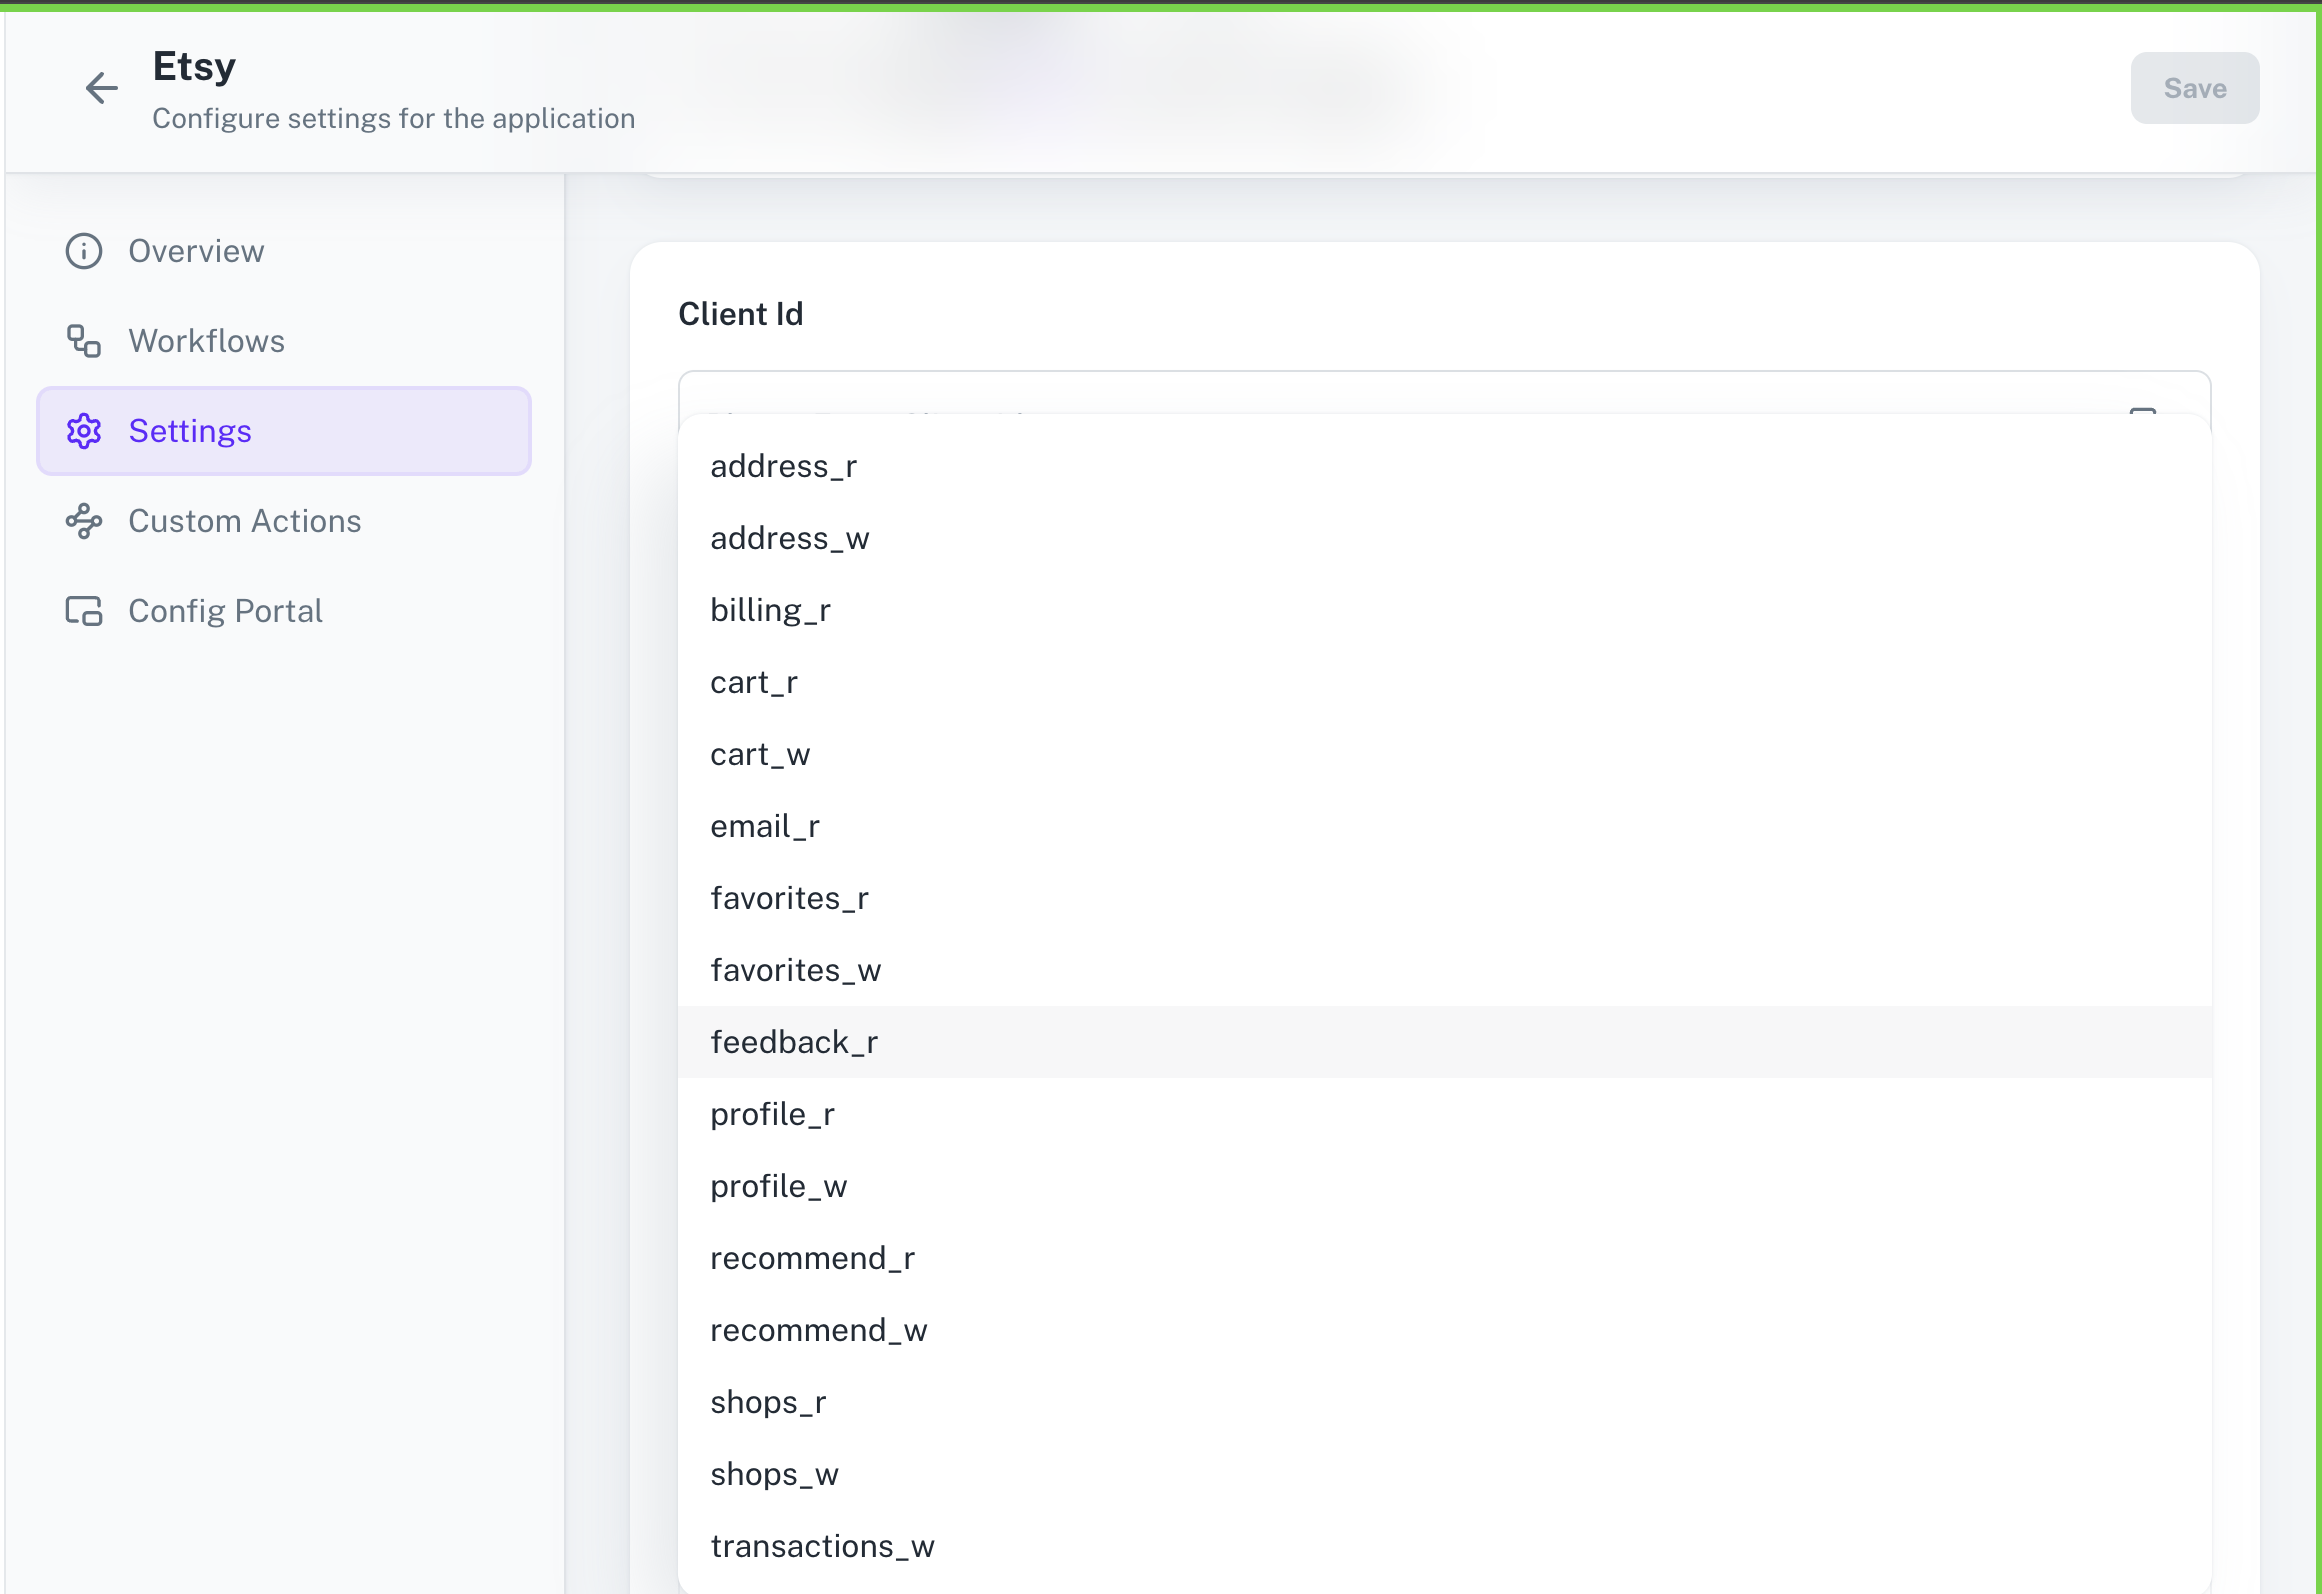 Etsy
Configure settings for the application
Save
Overview
Workflows
Settings
Custom Actions
Config Portal
Client Id
address_r
address_w
billing_r
cart_r
cart_w
email_r
favorites_r
favorites_w
feedback_r
profile_r
profile_w
recommend_r
recommend_w
shops_r
shops_w
transactions_w